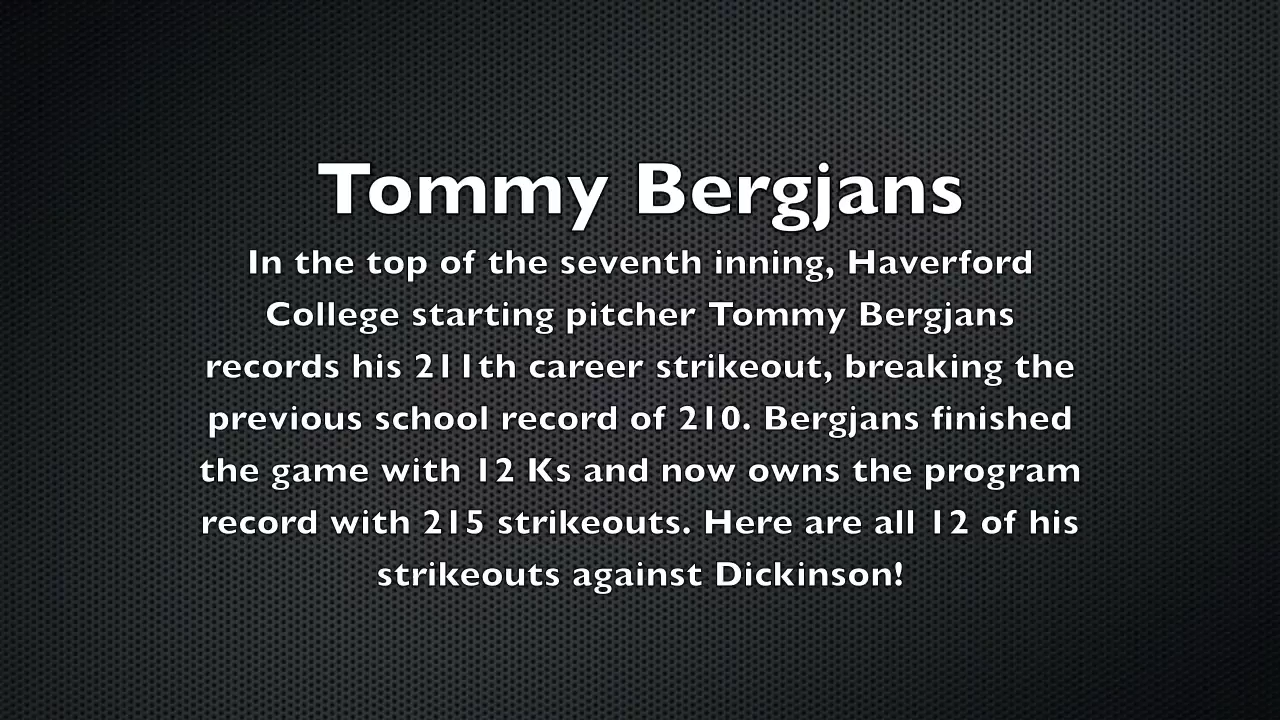 Tommy Bergjans
In the top of the seventh inning, Haverford
College starting pitcher Tommy Bergjans
records his 211th career strikeout, breaking the
previous school record of 210. Bergjans finished
the game with 12 Ks and now owns the program
record with 215 strikeouts. Here are all 12 of his
strikeouts against Dickinson!